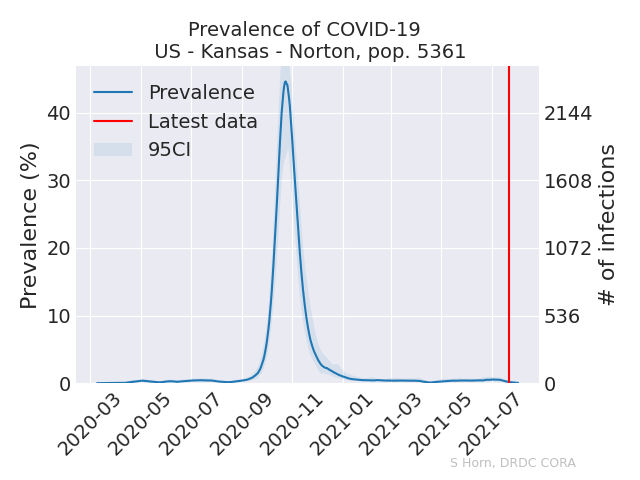 Prevalence of COVID-19
US - Kansas - Norton, pop. 5361
Prevalence
Latest data
95CI
Prevalence (%)
40
30
20
10
0
# of infections
2144
1608
1072
536
0
2020-03
2020-05
2020-07
2020-09
2020-11
2021-01
2021-03
2021-05
2021-07
S Horn, DRDC CORA